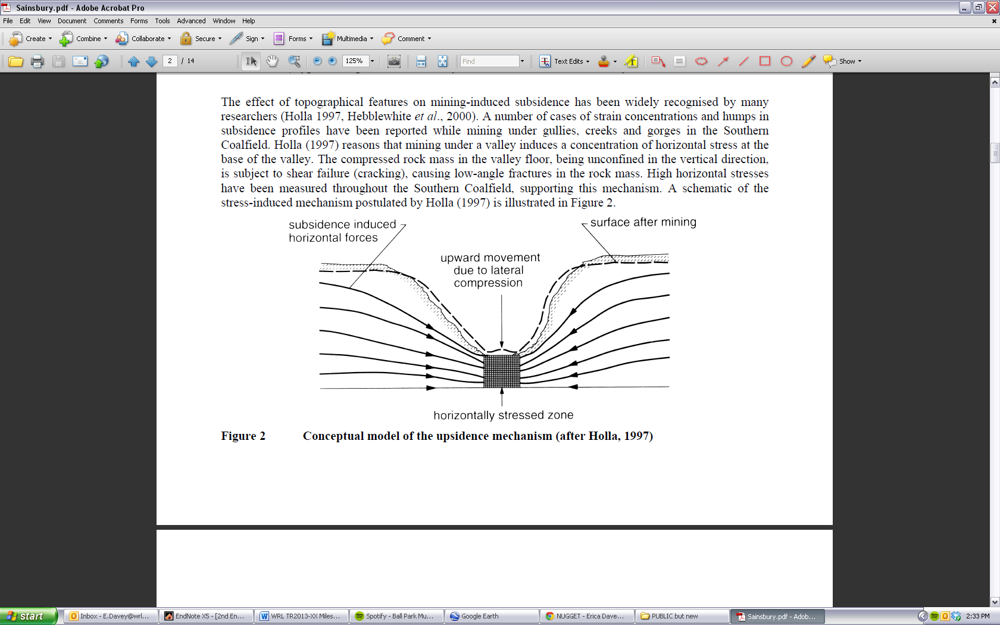 Sainsbury.pdf - Adobe Acrobat Pro
File Edit View Document Comments Forms Tools Advanced Window Help
Create Combine Collaborate Secure Sign Forms Multimedia Comment
2 / 14 125% Find Text Edits Show
The effect of topographical features on mining-induced subsidence has been widely recognised by many
researchers (Holla 1997, Hebblewhite et al., 2000). A number of cases of strain concentrations and humps in
subsidence profiles have been reported while mining under gullies, creeks and gorges in the Southern
Coalfield. Holla (1997) reasons that mining under a valley induces a concentration of horizontal stress at the
base of the valley. The compressed rock mass in the valley floor, being unconfined in the vertical direction,
is subject to shear failure (cracking), causing low-angle fractures in the rock mass. High horizontal stresses
have been measured throughout the Southern Coalfield, supporting this mechanism. A schematic of the
stress-induced mechanism postulated by Holla (1997) is illustrated in Figure 2.
subsidence induced
horizontal forces
surface after mining
upward movement
due to lateral
compression
horizontally stressed zone
Figure 2 Conceptual model of the upsidence mechanism (after Holla, 1997)
start Inbox - E.Davey@wrl... EndNote X5 - [2nd En... WRL TR2013-XX Miles... Spotify - Ball Park Mu... Google Earth NUGGET - Erica Dave... PUBLIC but new Sainsbury.pdf - Adob... 2:33 PM